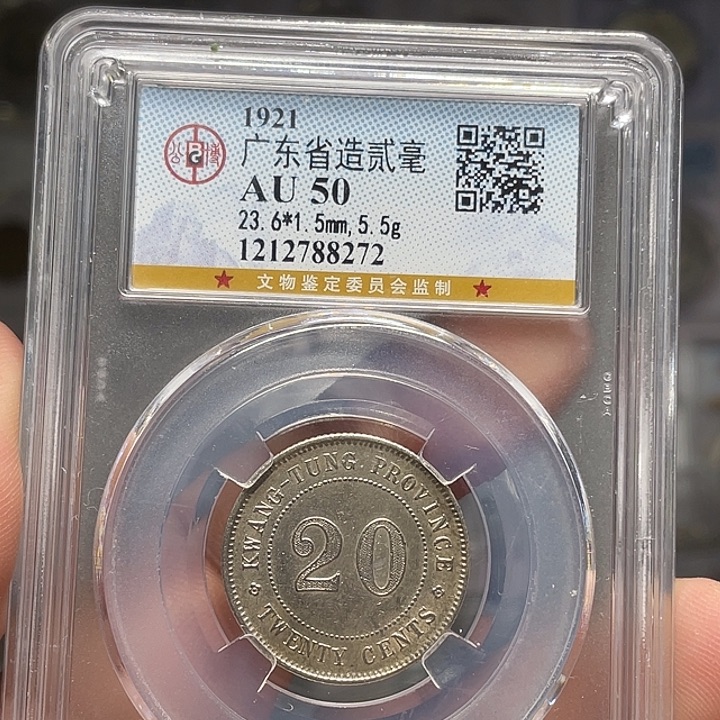 1921
广东省造贰毫
AU 50
23.6*1.5mm,5.5g
1212788272
★ 文物鉴定委员会监制 ★
KWANG-TUNG PROVINCE
20
TWENTY CENTS